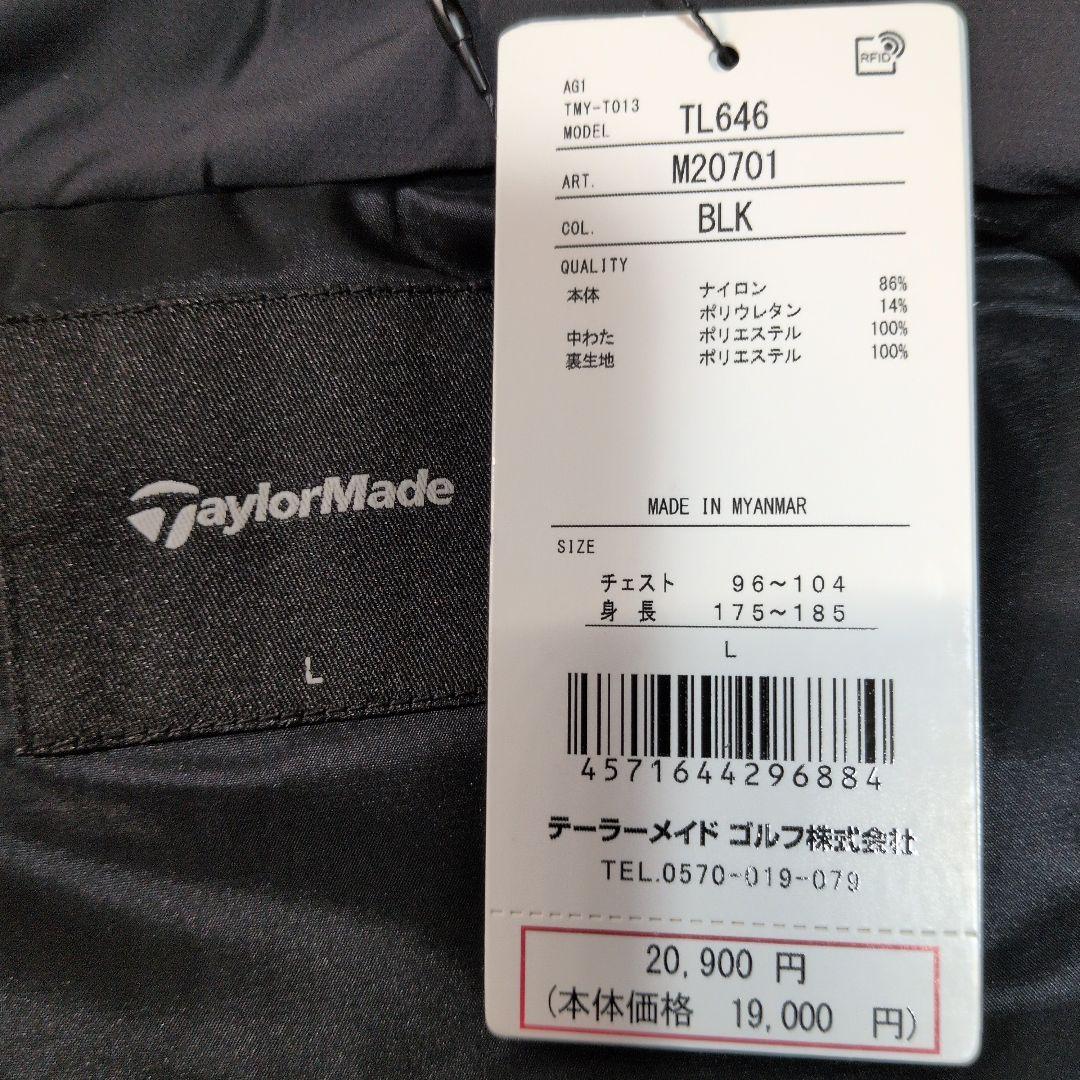 TaylorMade
L
RFID
AG1
TMY-T013
MODEL TL646
ART. M20701
COL. BLK
QUALITY
本体 ナイロン 86%
ポリウレタン 14%
中わた ポリエステル 100%
裏生地 ポリエステル 100%
MADE IN MYANMAR
SIZE
チェスト 96~104
身長 175~185
L
4571644296884
テーラーメイド ゴルフ株式会社
TEL.0570-019-079
20,900 円
(本体価格 19,000 円)